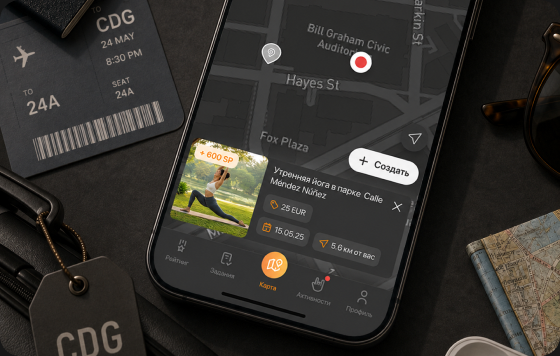 CDG
24 MAY
8:30 PM
TO
24A
SEAT
24A
Bill Graham Civic
Auditor
arkin St
Hayes St
Fox Plaza
+ Создать
+ 600 SP
Утренняя йога в парке Calle
Méndez Núñez
25 EUR
15.05.25
5.6 км от вас
Рейтинг
Задания
Карта
Активности
Профиль
CDG